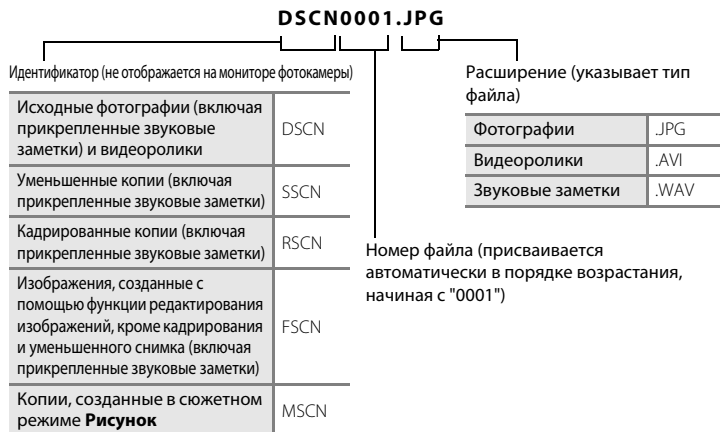 DSCN0001.JPG
Идентификатор (не отображается на мониторе фотокамеры)
Исходные фотографии (включая
прикрепленные звуковые
заметки) и видеоролики
DSCN
Уменьшенные копии (включая
прикрепленные звуковые заметки)
SSCN
Кадрированные копии (включая
прикрепленные звуковые заметки)
RSCN
Изображения, созданные с
помощью функции редактирования
изображений, кроме кадрирования
и уменьшенного снимка (включая
прикрепленные звуковые заметки)
FSCN
Копии, созданные в сюжетном
режиме Рисунок
MSCN
Расширение (указывает тип
файла)
Фотографии .JPG
Видеоролики .AVI
Звуковые заметки .WAV
Номер файла (присваивается
автоматически в порядке возрастания,
начиная с "0001")